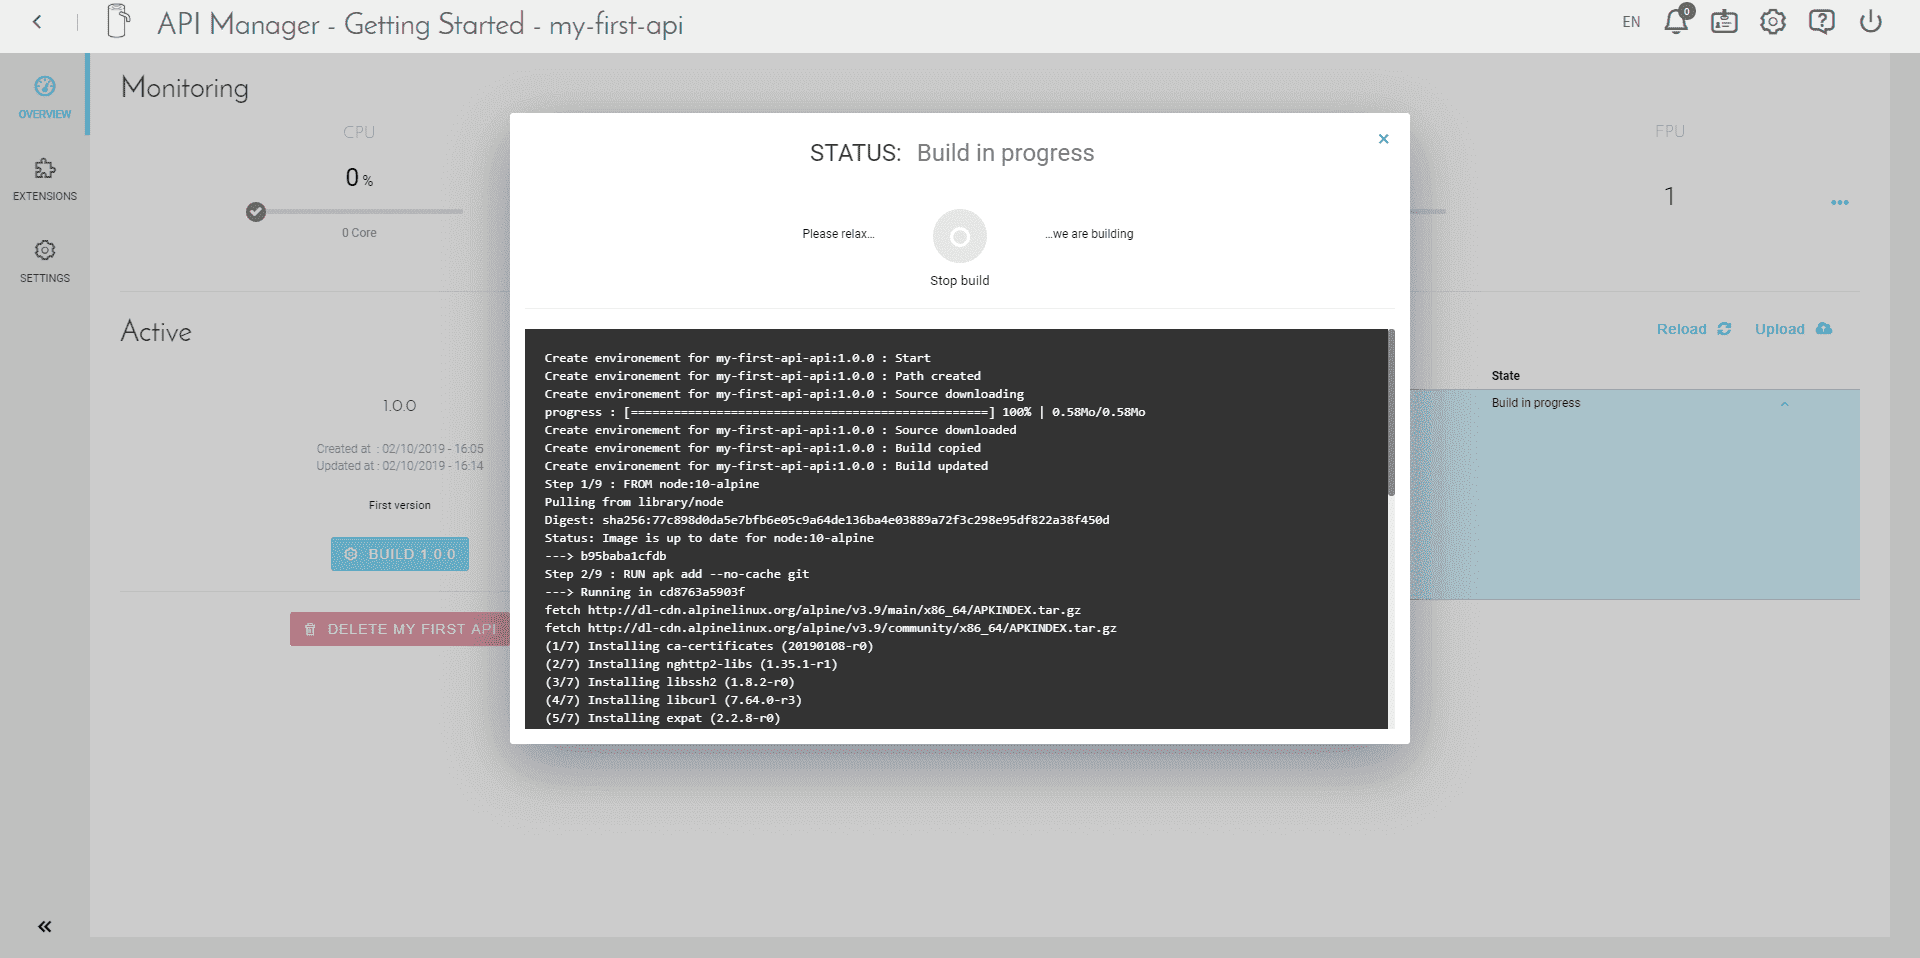 API Manager - Getting Started - my-first-api
EN
0
OVERVIEW
EXTENSIONS
SETTINGS
Monitoring
CPU
0 %
0 Core
FPU
1
Active
1.0.0
Created at : 02/10/2019 - 16:05
Updated at : 02/10/2019 - 16:14
First version
BUILD 1.0.0
DELETE MY FIRST API
Reload
Upload
State
Build in progress
STATUS: Build in progress
Please relax...
...we are building
Stop build
Create environement for my-first-api-api:1.0.0 : Start
Create environement for my-first-api-api:1.0.0 : Path created
Create environement for my-first-api-api:1.0.0 : Source downloading
progress : [==================================================] 100% | 0.58Mo/0.58Mo
Create environement for my-first-api-api:1.0.0 : Source downloaded
Create environement for my-first-api-api:1.0.0 : Build copied
Create environement for my-first-api-api:1.0.0 : Build updated
Step 1/9 : FROM node:10-alpine
Pulling from library/node
Digest: sha256:77c898d0da5e7bfb6e05c9a64de136ba4e03889a72f3c298e95df822a38f450d
Status: Image is up to date for node:10-alpine
---> b95baba1cfdb
Step 2/9 : RUN apk add --no-cache git
---> Running in cd8763a5903f
fetch http://dl-cdn.alpinelinux.org/alpine/v3.9/main/x86_64/APKINDEX.tar.gz
fetch http://dl-cdn.alpinelinux.org/alpine/v3.9/community/x86_64/APKINDEX.tar.gz
(1/7) Installing ca-certificates (20190108-r0)
(2/7) Installing nghttp2-libs (1.35.1-r1)
(3/7) Installing libssh2 (1.8.2-r0)
(4/7) Installing libcurl (7.64.0-r3)
(5/7) Installing expat (2.2.8-r0)